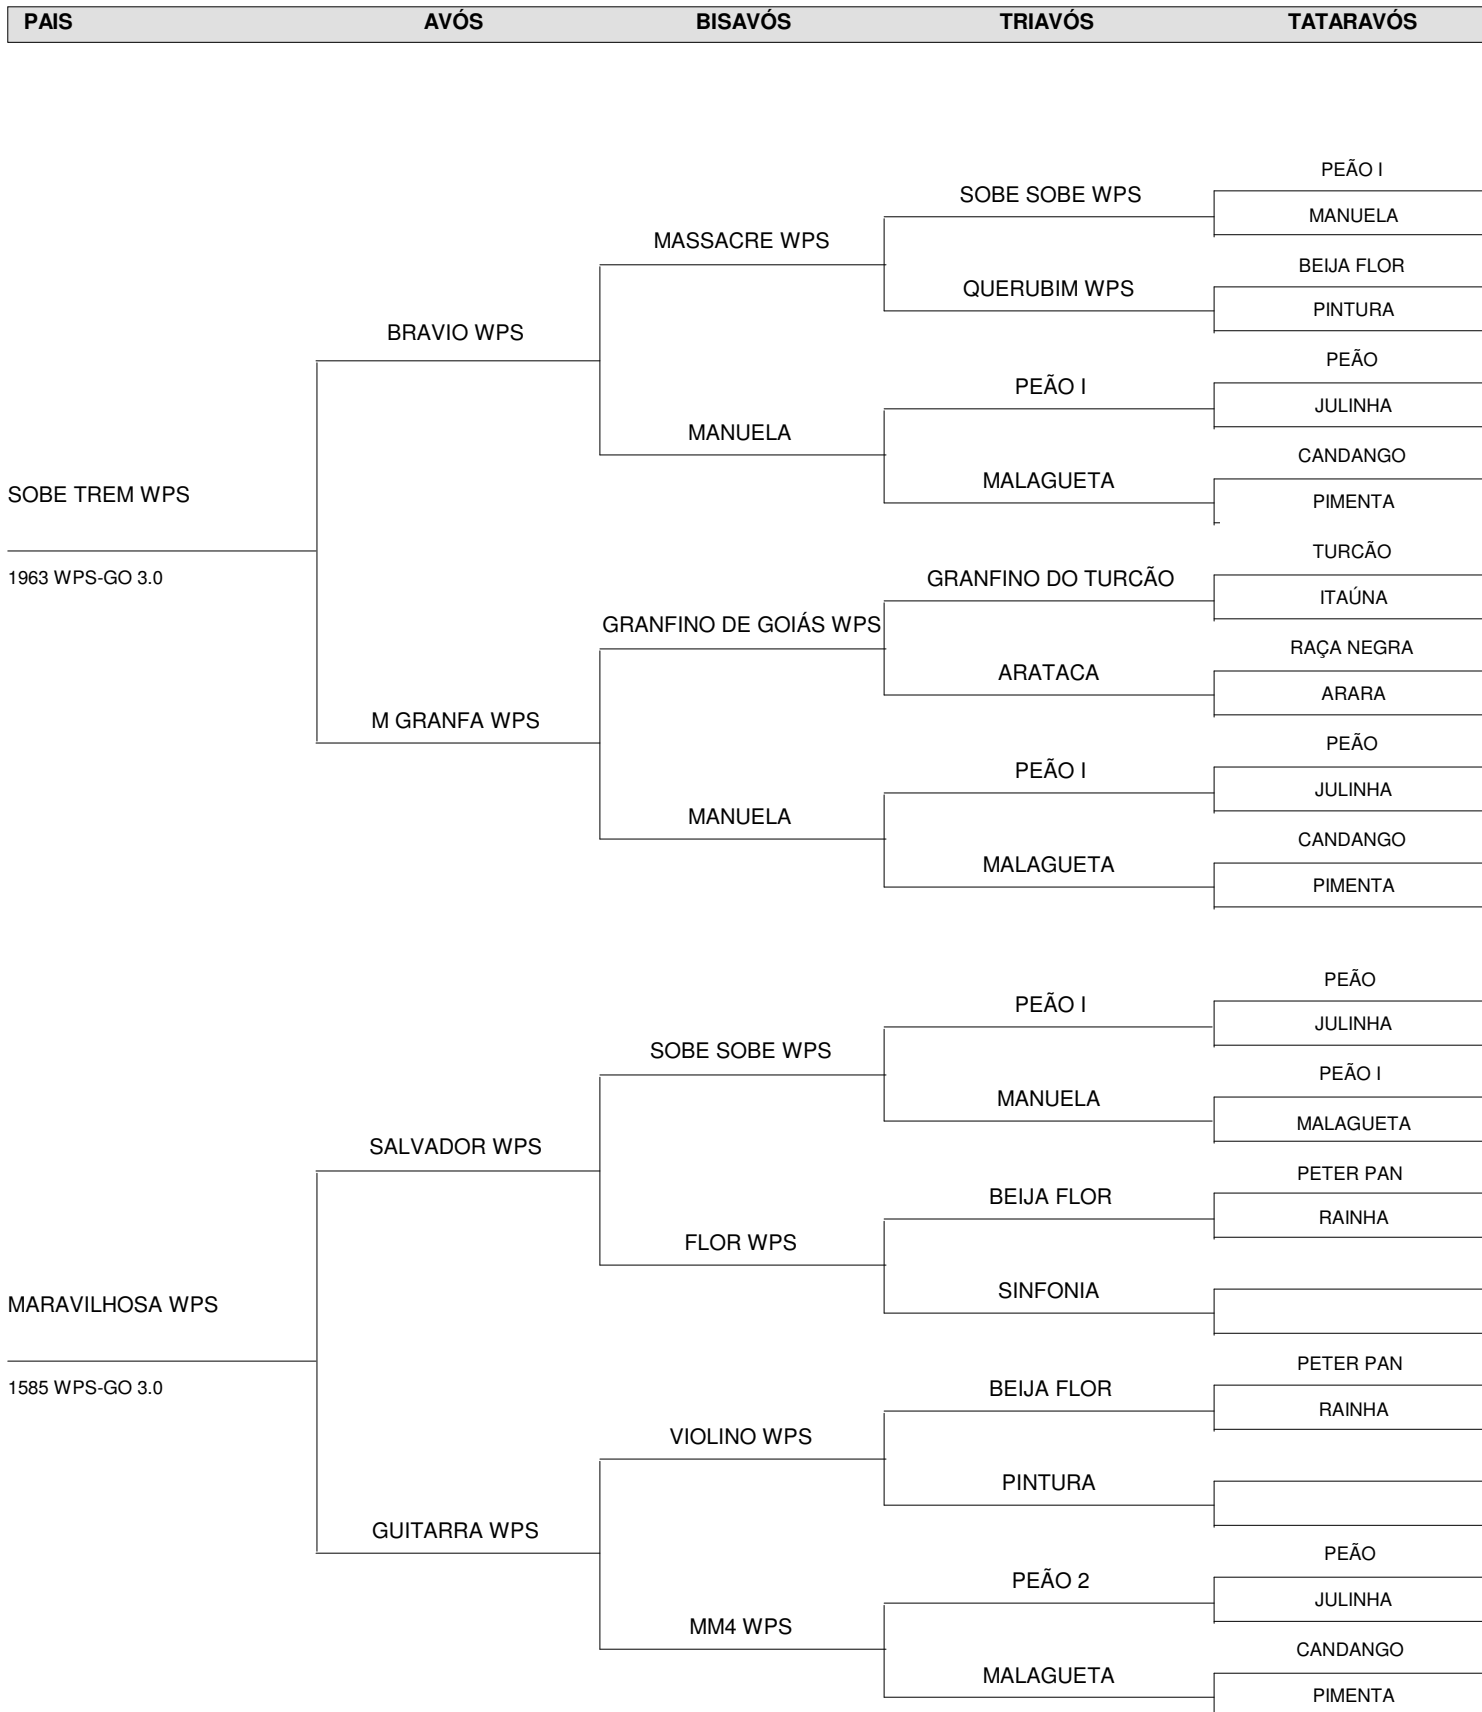 PAIS AVÓS BISAVÓS TRIAVÓS TATARAVÓS
PEÃO I
SOBE SOBE WPS
MANUELA
MASSACRE WPS
BEIJA FLOR
QUERUBIM WPS
PINTURA
BRAVIO WPS
PEÃO
PEÃO I
JULINHA
MANUELA
CANDANGO
MALAGUETA
SOBE TREM WPS
PIMENTA
TURCÃO
1963 WPS-GO 3.0
GRANFINO DO TURCÃO
ITAÚNA
GRANFINO DE GOIÁS WPS
RAÇA NEGRA
ARATACA
ARARA
M GRANFA WPS
PEÃO
PEÃO I
JULINHA
MANUELA
CANDANGO
MALAGUETA
PIMENTA
PEÃO
PEÃO I
JULINHA
SOBE SOBE WPS
PEÃO I
MANUELA
MALAGUETA
SALVADOR WPS
PETER PAN
BEIJA FLOR
RAINHA
FLOR WPS
SINFONIA
MARAVILHOSA WPS
PETER PAN
1585 WPS-GO 3.0
BEIJA FLOR
RAINHA
VIOLINO WPS
PINTURA
GUITARRA WPS
PEÃO
PEÃO 2
JULINHA
MM4 WPS
CANDANGO
MALAGUETA
PIMENTA